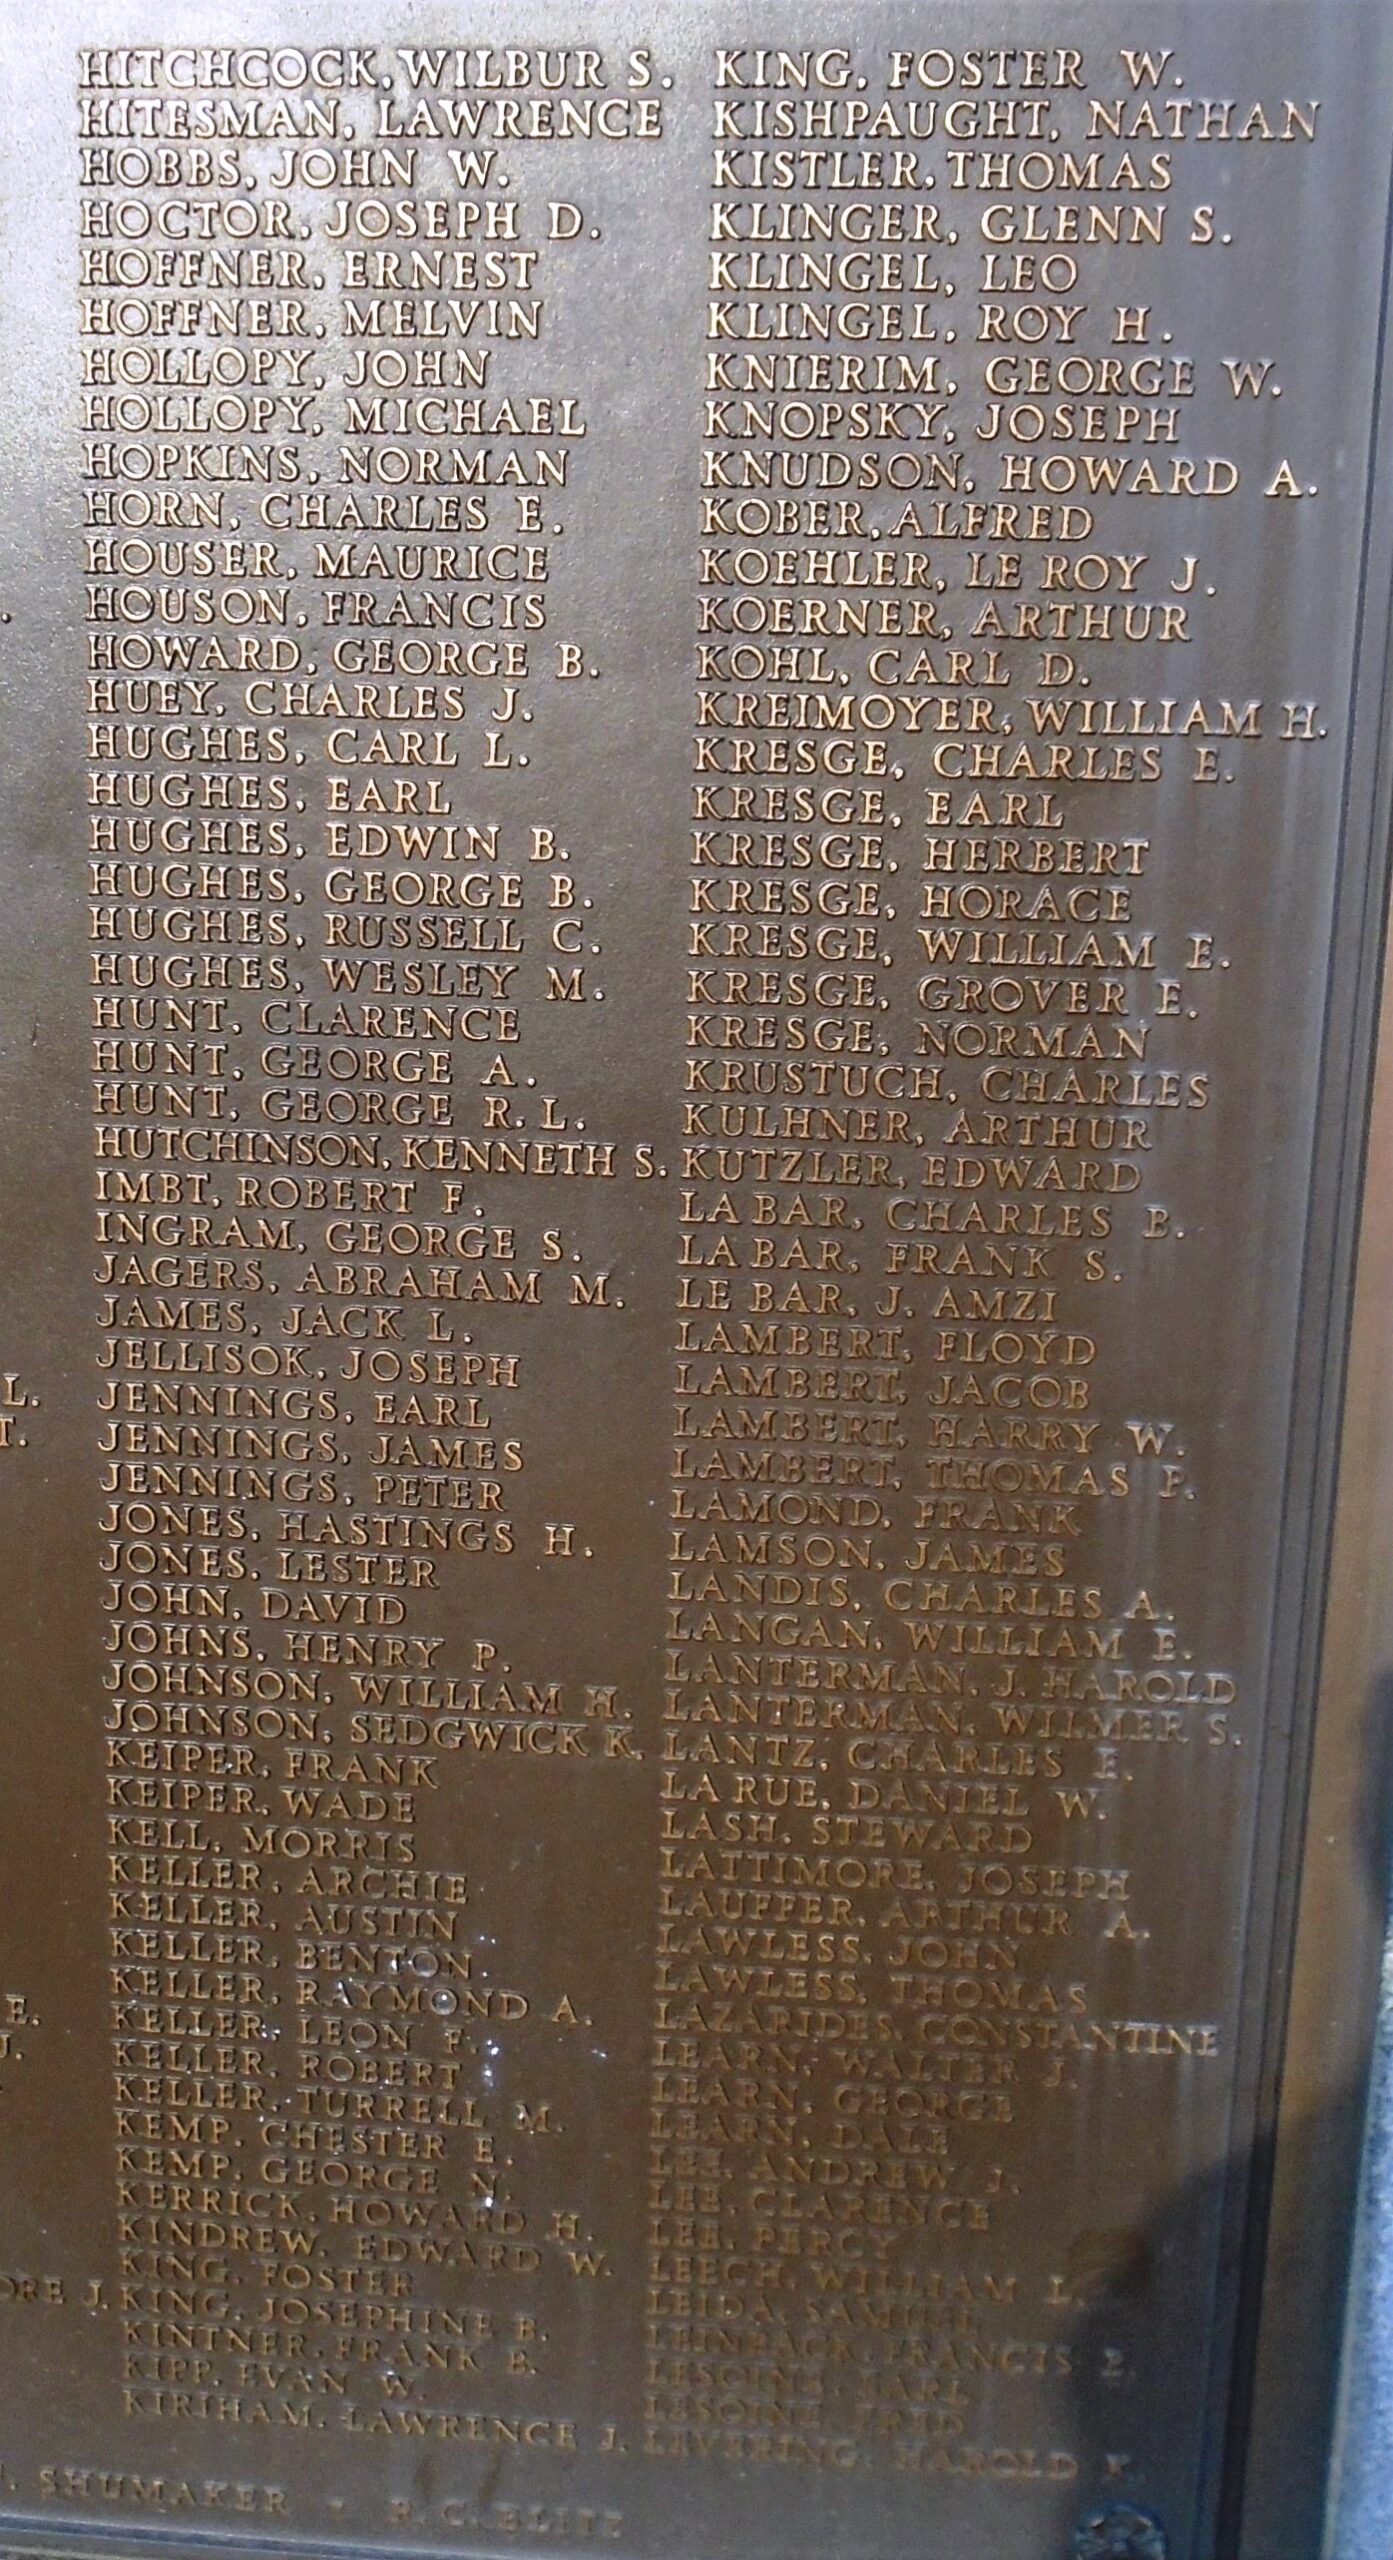 HITCHCOCK, WILBUR S.
HITESMAN, LAWRENCE
HOBBS, JOHN W.
HOCTOR, JOSEPH D.
HOFFNER, ERNEST
HOFFNER, MELVIN
HOLLOPY, JOHN
HOLLOPY, MICHAEL
HOPKINS, NORMAN
HORN, CHARLES E.
HOUSER, MAURICE
HOUSON, FRANCIS
HOWARD, GEORGE B.
HUEY, CHARLES J.
HUGHES, CARL L.
HUGHES, EARL
HUGHES, EDWIN B.
HUGHES, GEORGE B.
HUGHES, RUSSELL C.
HUGHES, WESLEY M.
HUNT, CLARENCE
HUNT, GEORGE A.
HUNT, GEORGE R. L.
HUTCHINSON, KENNETH S.
IMBT, ROBERT F.
INGRAM, GEORGE S.
JAGERS, ABRAHAM M.
JAMES, JACK L.
JELLISOK, JOSEPH
JENNINGS, EARL
JENNINGS, JAMES
JENNINGS, PETER
JONES, HASTINGS H.
JONES, LESTER
JOHN, DAVID
JOHNS, HENRY P.
JOHNSON, WILLIAM H.
JOHNSON, SEDGWICK K.
KEIPER, FRANK
KEIPER, WADE
KELL, MORRIS
KELLER, ARCHIE
KELLER, AUSTIN
KELLER, BENTON
KELLER, RAYMOND A.
KELLER, LEON F.
KELLER, ROBERT
KELLER, TURRELL M.
KEMP, CHESTER E.
KEMP, GEORGE N.
KERRICK, HOWARD H.
KINDREW, EDWARD W.
KING, FOSTER
KING, JOSEPHINE B.
KINTNER, FRANK B.
KIPP, EVAN W.
KIRIHAM, LAWRENCE J.
KING, FOSTER W.
KISHPAUGHT, NATHAN
KISTLER, THOMAS
KLINGER, GLENN S.
KLINGEL, LEO
KLINGEL, ROY H.
KNIERIM, GEORGE W.
KNOPSKY, JOSEPH
KNUDSON, HOWARD A.
KOBER, ALFRED
KOEHLER, LE ROY J.
KOERNER, ARTHUR
KOHL, CARL D.
KREIMOYER, WILLIAM H.
KRESGE, CHARLES E.
KRESGE, EARL
KRESGE, HERBERT
KRESGE, HORACE
KRESGE, WILLIAM E.
KRESGE, GROVER E.
KRESGE, NORMAN
KRUSTUCH, CHARLES
KULHNER, ARTHUR
KUTZLER, EDWARD
LA BAR, CHARLES B.
LA BAR, FRANK S.
LE BAR, J. AMZI
LAMBERT, FLOYD
LAMBERT, JACOB
LAMBERT, HARRY W.
LAMBERT, THOMAS P.
LAMOND, FRANK
LAMSON, JAMES
LANDIS, CHARLES A.
LANGAN, WILLIAM E.
LANTERMAN, J. HAROLD
LANTERMAN, WILMER S.
LANTZ, CHARLES E.
LA RUE, DANIEL W.
LASH, STEWARD
LATTIMORE, JOSEPH
LAUFFER, ARTHUR A.
LAWLESS, JOHN
LAWLESS, THOMAS
LAZARIDES, CONSTANTINE
LEARN, WALTER J.
LEARN, GEORGE
LEARN, DALE
LEE, ANDREW J.
LEE, CLARENCE
LEE, PERCY
LEECH, WILLIAM L.
LEIDA, SAMUEL
FRANCIS
LESOINE, EARL
LESOINE, FRED
LEVERING, HAROLD
SHUMAKER